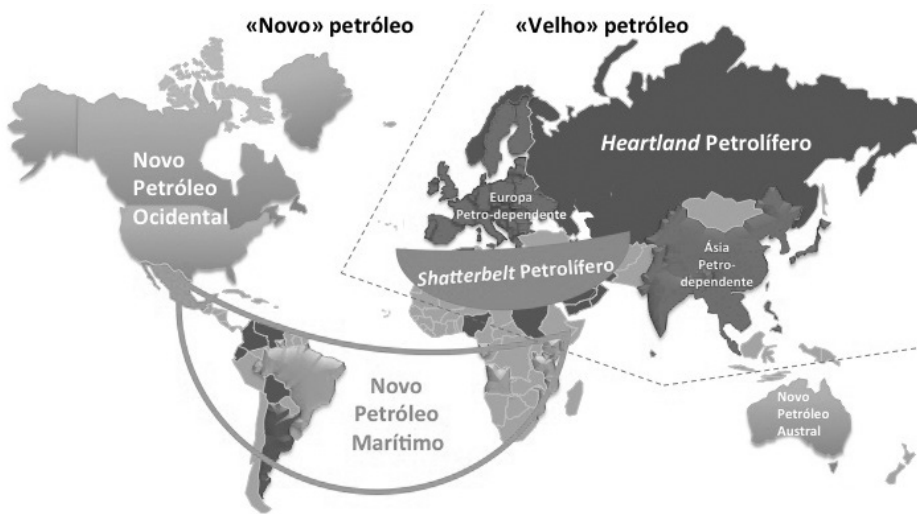 «Novo» petróleo
«Velho» petróleo
Novo
Petróleo
Ocidental
Heartland Petrolífero
Europa
Petro-dependente
Shatterbelt Petrolífero
Ásia
Petro-
dependente
Novo
Petróleo
Marítimo
Novo
Petróleo
Austral